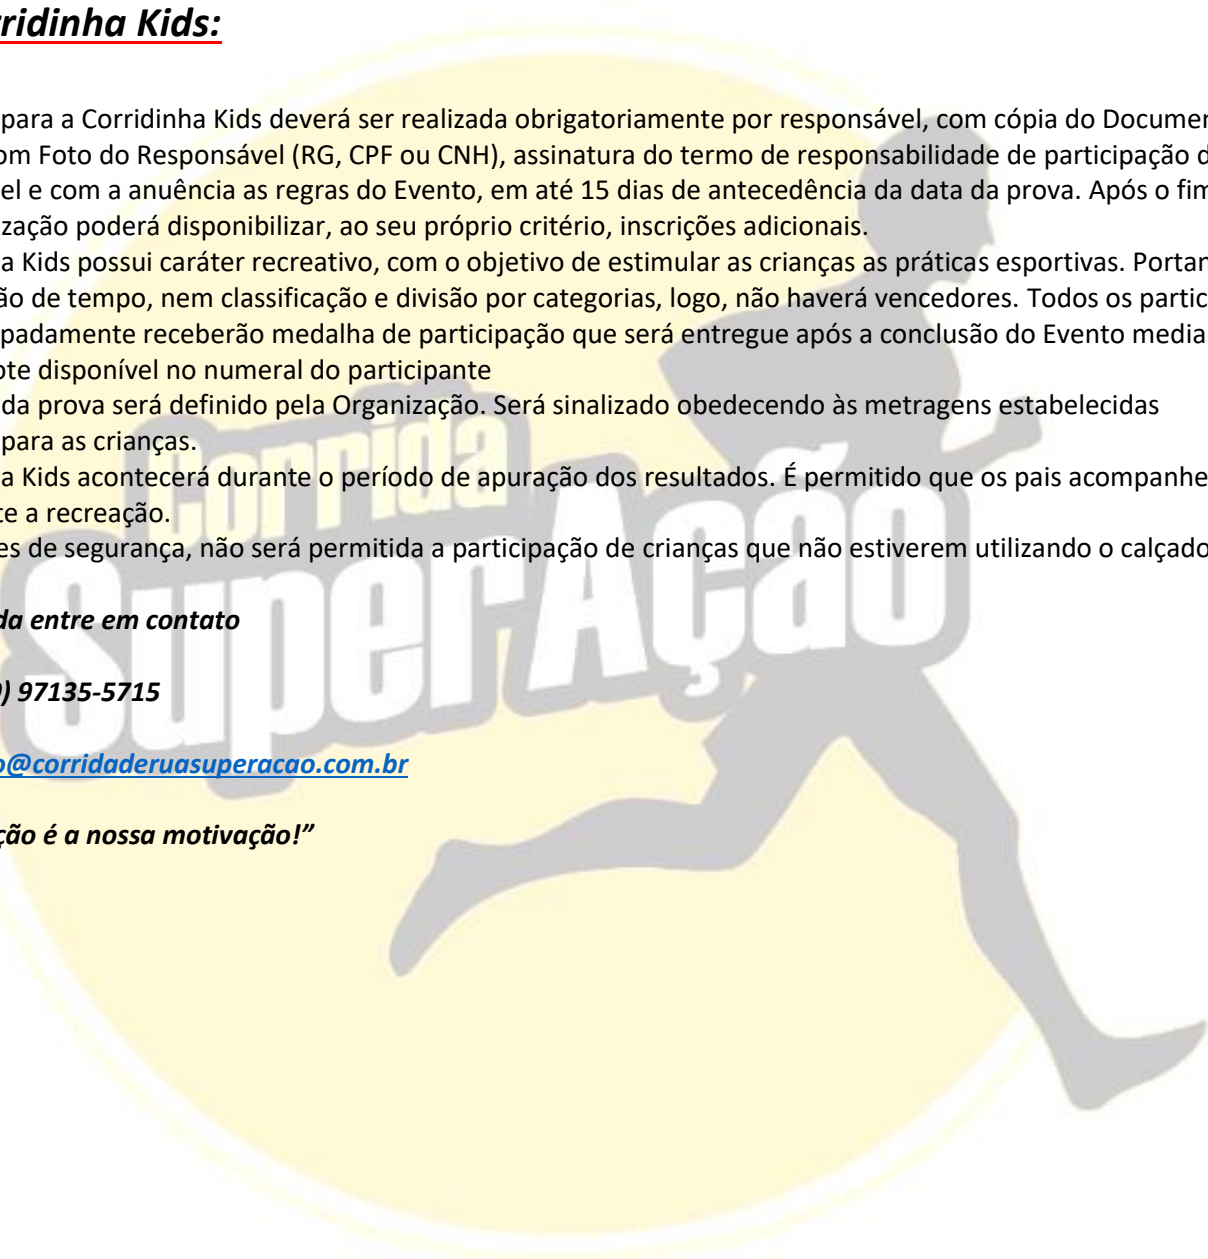 rridinha Kids:
para a Corridinha Kids deverá ser realizada obrigatoriamente por responsável, com cópia do Documen
om Foto do Responsável (RG, CPF ou CNH), assinatura do termo de responsabilidade de participação d
el e com a anuência as regras do Evento, em até 15 dias de antecedência da data da prova. Após o fim
ização poderá disponibilizar, ao seu próprio critério, inscrições adicionais.
a Kids possui caráter recreativo, com o objetivo de estimular as crianças as práticas esportivas. Portan
ão de tempo, nem classificação e divisão por categorias, logo, não haverá vencedores. Todos os partic
padamente receberão medalha de participação que será entregue após a conclusão do Evento media
ote disponível no numeral do participante
da prova será definido pela Organização. Será sinalizado obedecendo às metragens estabelecidas
para as crianças.
a Kids acontecerá durante o período de apuração dos resultados. É permitido que os pais acompanhe
te a recreação.
es de segurança, não será permitida a participação de crianças que não estiverem utilizando o calçado
da entre em contato
) 97135-5715
o@corridaderuasuperacao.com.br
ção é a nossa motivação!”
Corrida
SuperAção